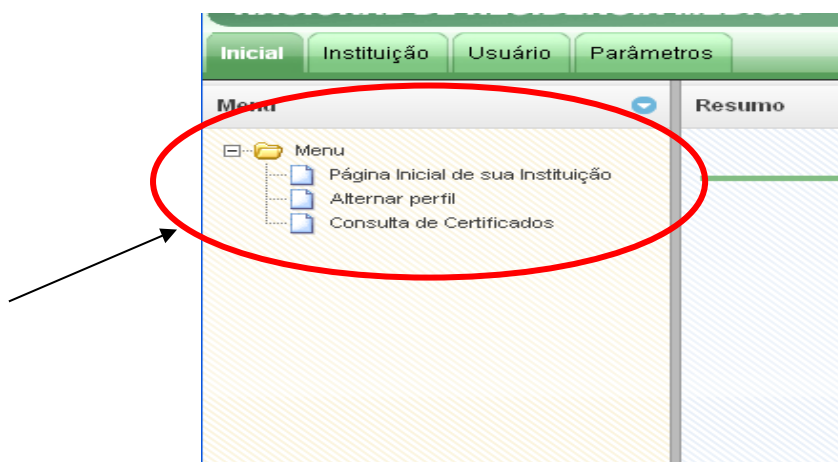 Inicial Instituição Usuário Parâmetros
Menu Resumo
Menu
Página Inicial de sua Instituição
Alternar perfil
Consulta de Certificados